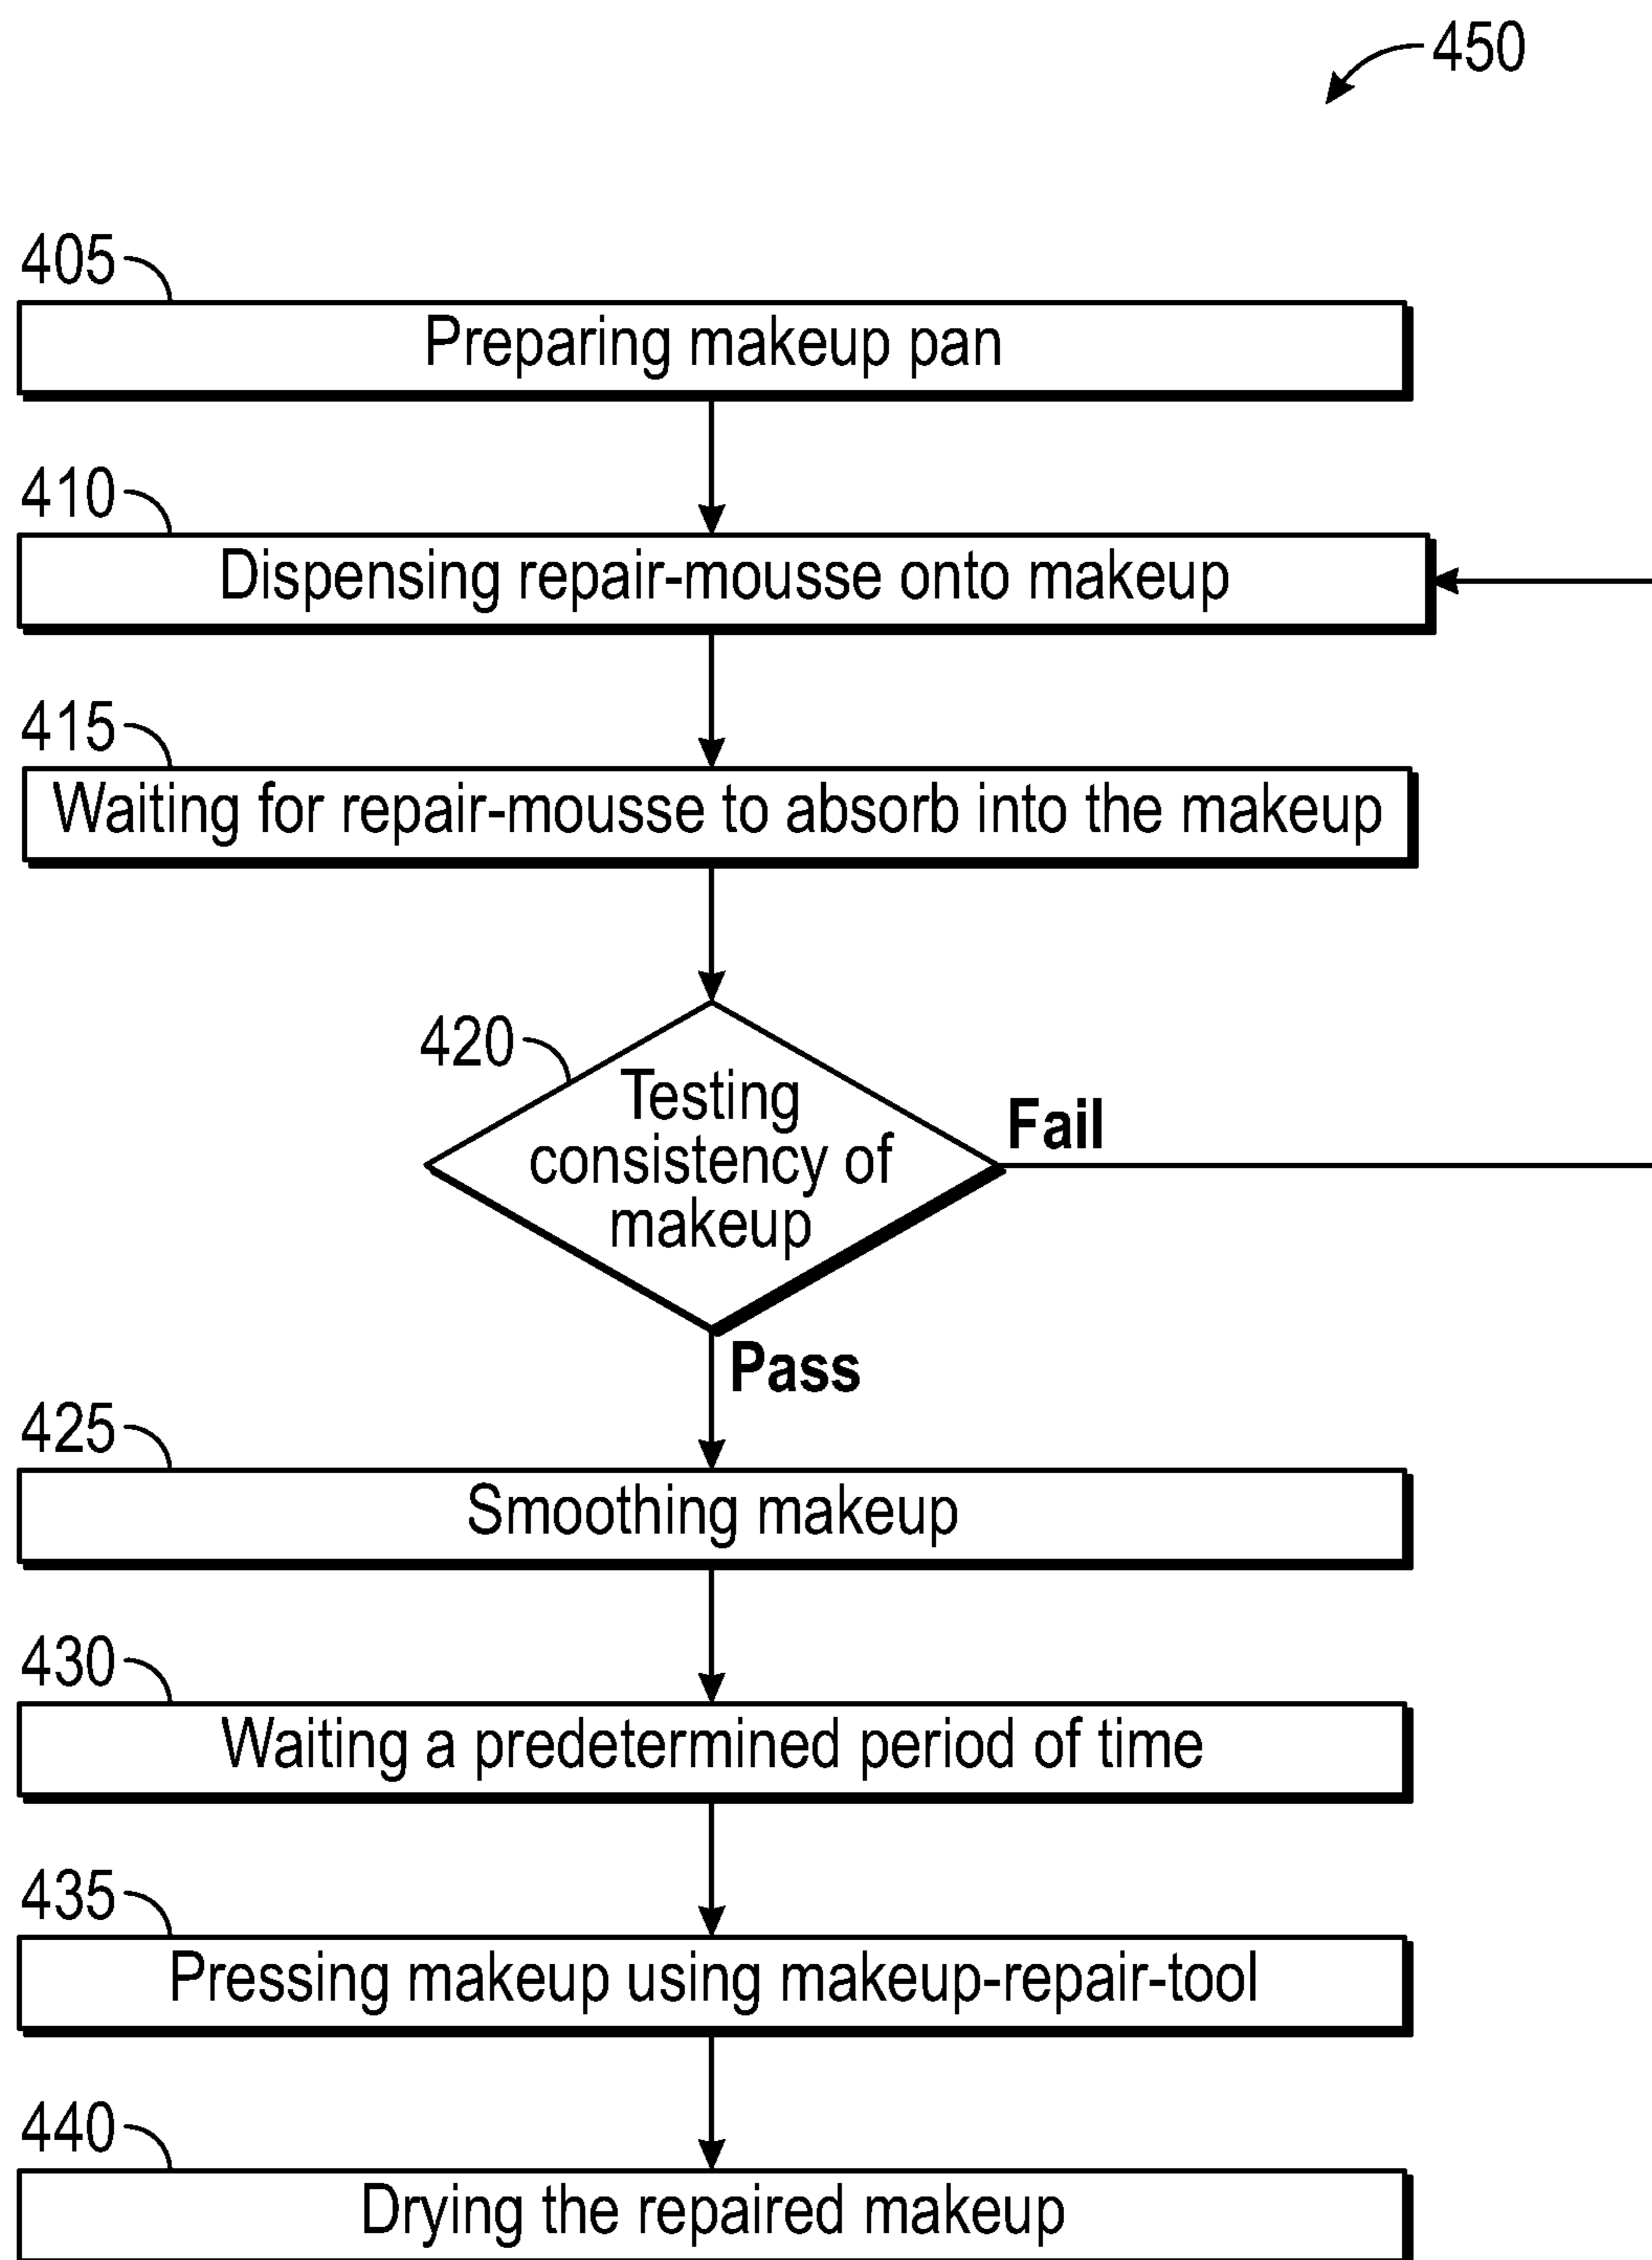 450
405
Preparing makeup pan
410
Dispensing repair-mousse onto makeup
415
Waiting for repair-mousse to absorb into the makeup
420
Testing
consistency of
makeup
Fail
Pass
425
Smoothing makeup
430
Waiting a predetermined period of time
435
Pressing makeup using makeup-repair-tool
440
Drying the repaired makeup